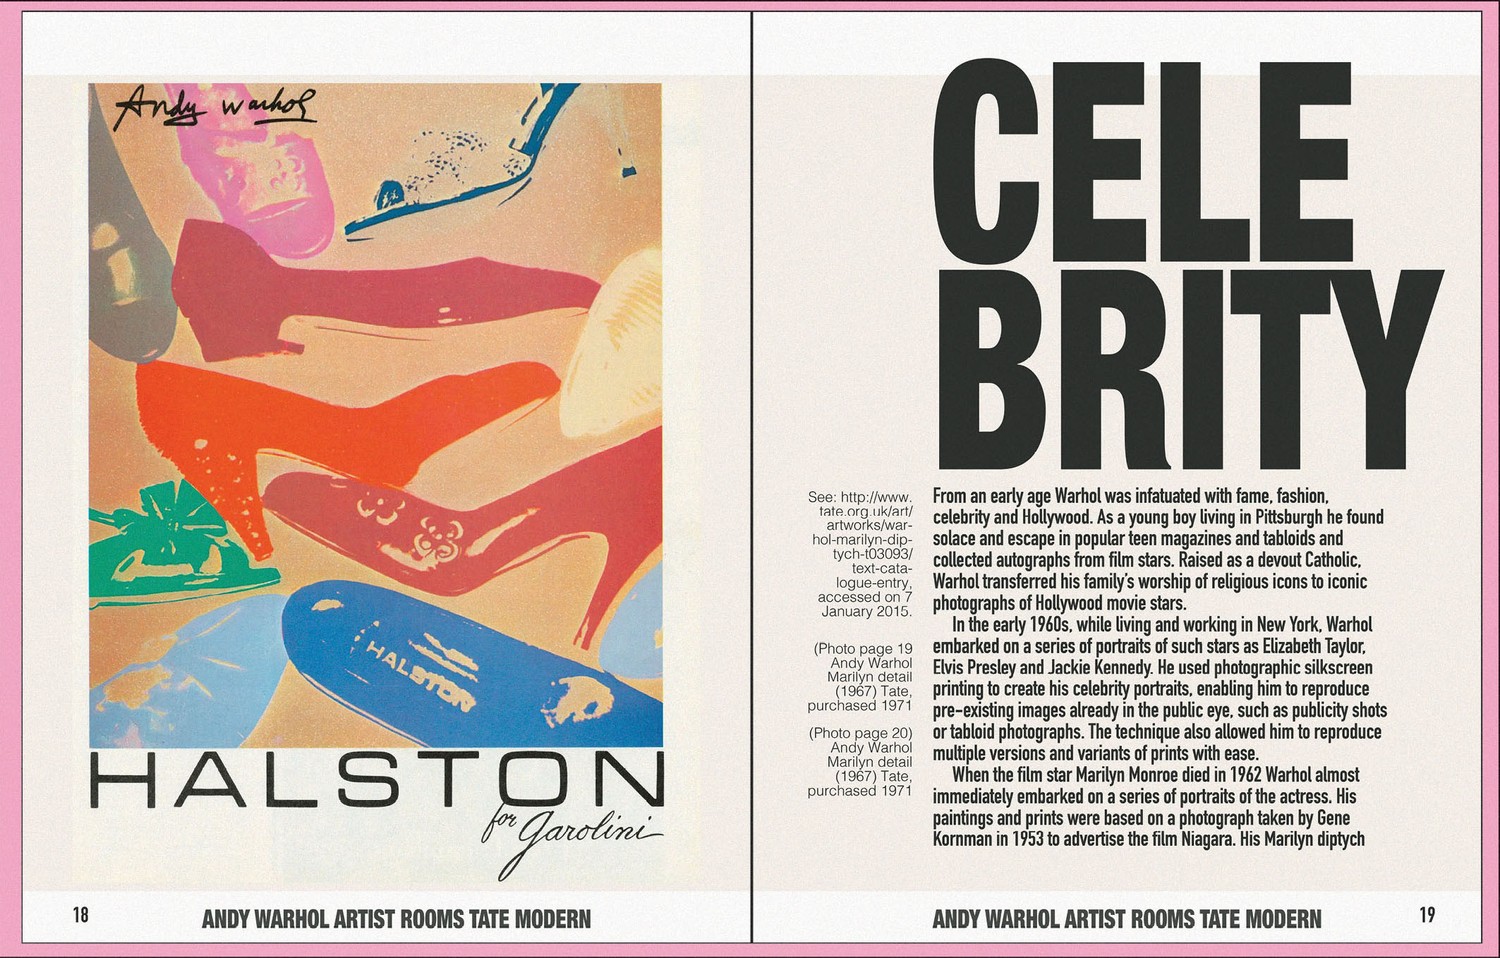 Andy Warhol
HALSTON
HALSTON
for Garolini
18
ANDY WARHOL ARTIST ROOMS TATE MODERN
CELE
BRITY
See: http://www.
tate.org.uk/art/
artworks/war-
hol-marilyn-dip-
tych-t03093/
text-cata-
logue-entry,
accessed on 7
January 2015.
(Photo page 19
Andy Warhol
Marilyn detail
(1967) Tate,
purchased 1971
(Photo page 20)
Andy Warhol
Marilyn detail
(1967) Tate,
purchased 1971
From an early age Warhol was infatuated with fame, fashion,
celebrity and Hollywood. As a young boy living in Pittsburgh he found
solace and escape in popular teen magazines and tabloids and
collected autographs from film stars. Raised as a devout Catholic,
Warhol transferred his family's worship of religious icons to iconic
photographs of Hollywood movie stars.
In the early 1960s, while living and working in New York, Warhol
embarked on a series of portraits of such stars as Elizabeth Taylor,
Elvis Presley and Jackie Kennedy. He used photographic silkscreen
printing to create his celebrity portraits, enabling him to reproduce
pre-existing images already in the public eye, such as publicity shots
or tabloid photographs. The technique also allowed him to reproduce
multiple versions and variants of prints with ease.
When the film star Marilyn Monroe died in 1962 Warhol almost
immediately embarked on a series of portraits of the actress. His
paintings and prints were based on a photograph taken by Gene
Kornman in 1953 to advertise the film Niagara. His Marilyn diptych
ANDY WARHOL ARTIST ROOMS TATE MODERN
19